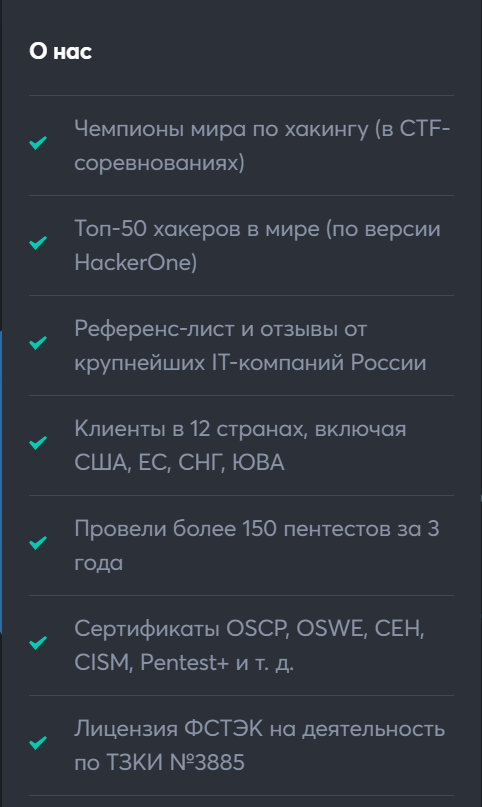 О нас
Чемпионы мира по хакингу (в CTF-
соревнованиях)
Топ-50 хакеров в мире (по версии
HackerOne)
Референс-лист и отзывы от
крупнейших IT-компаний России
Клиенты в 12 странах, включая
США, ЕС, СНГ, ЮВА
Провели более 150 пентестов за 3
года
Сертификаты OSCP, OSWE, CEH,
CISM, Pentest+ и т. д.
Лицензия ФСТЭК на деятельность
по ТЗКИ №3885